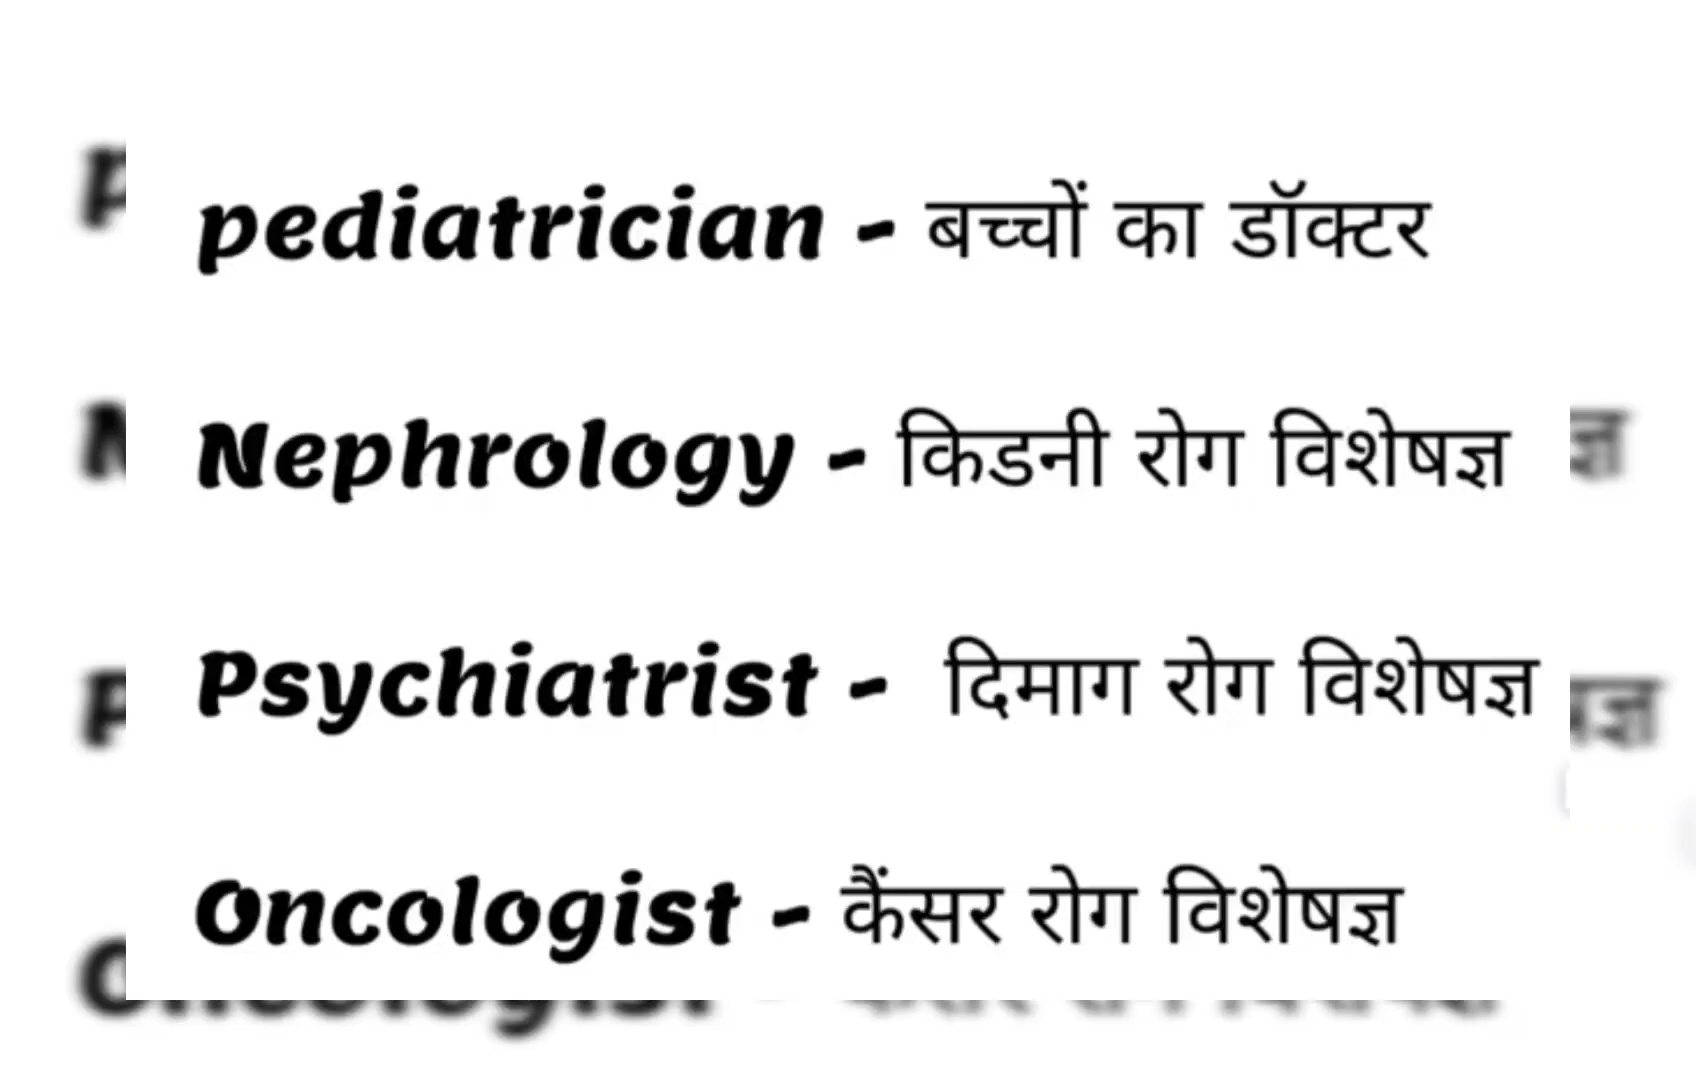 pediatrician - बच्चों का डॉक्टर
Nephrology - किडनी रोग विशेषज्ञ
Psychiatrist - दिमाग रोग विशेषज्ञ
Oncologist - कैंसर रोग विशेषज्ञ